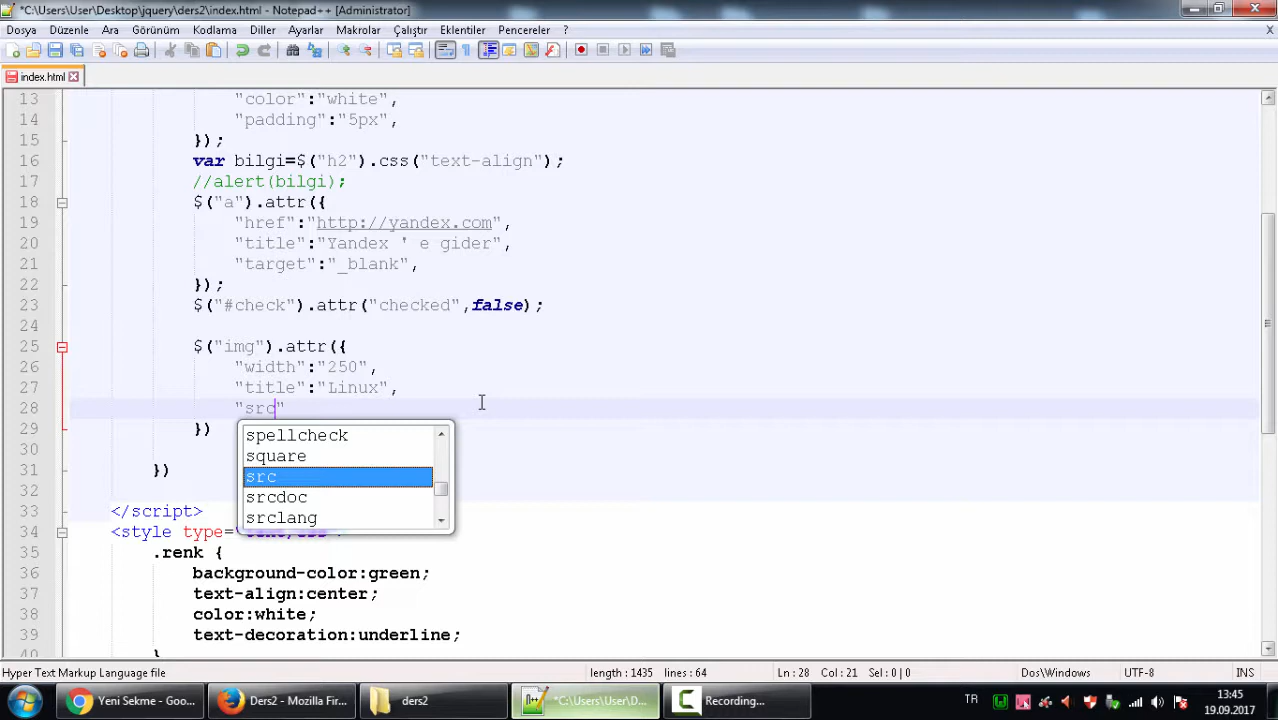 *C:\Users\User\Desktop\jquery\ders2\index.html - Notepad++ [Administrator]
Dosya Düzenle Ara Görünüm Kodlama Diller Ayarlar Makrolar Çalıştır Eklentiler Pencereler ? X
index.html
13 "color":"white",
14 "padding":"5px",
15 });
16 var bilgi=$("h2").css("text-align");
17 //alert(bilgi);
18 $("a").attr({
19 "href":"http://yandex.com",
20 "title":"Yandex ' e gider",
21 "target":"_blank",
22 });
23 $("#check").attr("checked",false);
24
25 $("img").attr({
26 "width":"250",
27 "title":"Linux",
28 "src"
29 })
30
31 })
32
33 </script>
34 <style type=
35 .renk {
36 background-color:green;
37 text-align:center;
38 color:white;
39 text-decoration:underline;
spellcheck
square
src
srcdoc
srclang
Hyper Text Markup Language file length : 1435 lines : 64 Ln : 28 Col : 21 Sel : 0 | 0 Dos\Windows UTF-8 INS
Yeni Sekme - Goo... Ders2 - Mozilla Fir... ders2 *C:\Users\User\D... Recording... TR 13:45
19.09.2017